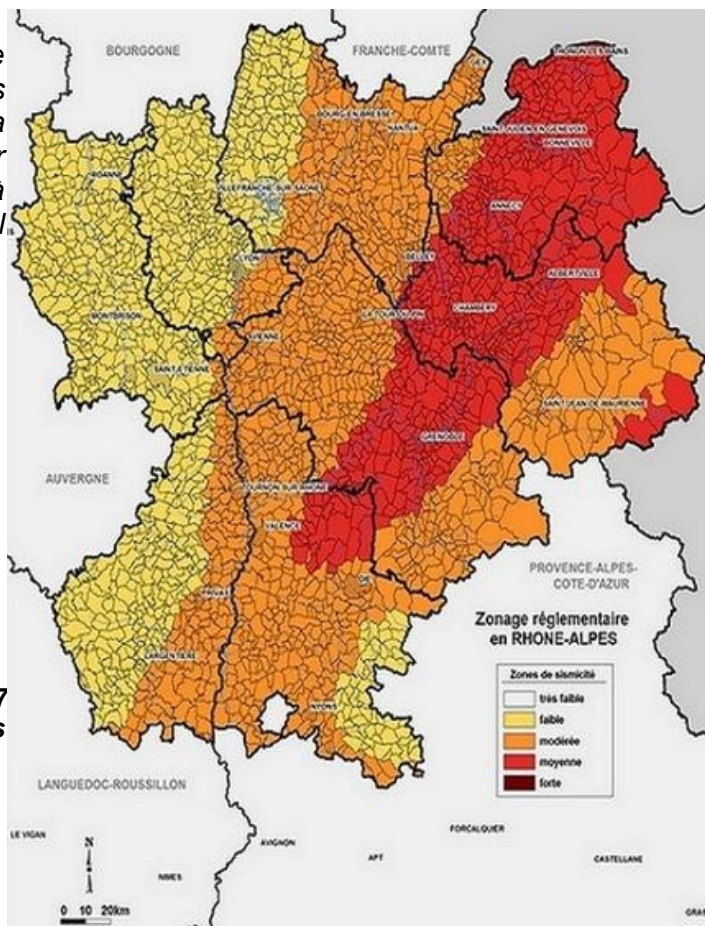 BOURGOGNE
FRANCHE-COMTE
THONON-LES-BAINS
GEX
BOURG-EN-BRESSE
NANTUA
SAINT-JULIEN-EN-GENEVOIS
BONNEVILLE
ROANNE
VILLEFRANCHE-SUR-SAONE
ANNECY
LYON
BELLEY
ALBERTVILLE
MONTBRISON
LA TOUR-DU-PIN
CHAMBERY
VIENNE
SAINT-ETIENNE
SAINT-JEAN-DE-MAURIENNE
GRENOBLE
AUVERGNE
TOURNON-SUR-RHONE
VALENCE
PROVENCE-ALPES-
COTE-D'AZUR
DIE
PRIVAS
Zonage réglementaire
en RHONE-ALPES
LARGENTIERE
Zones de sismicité
très faible
faible
modérée
moyenne
forte
NYONS
7
s
LANGUEDOC-ROUSSILLON
LE VIGAN
AVIGNON
FORCALQUIER
APT
CASTELLANE
NIMES
N
0 10 20km
GRAS